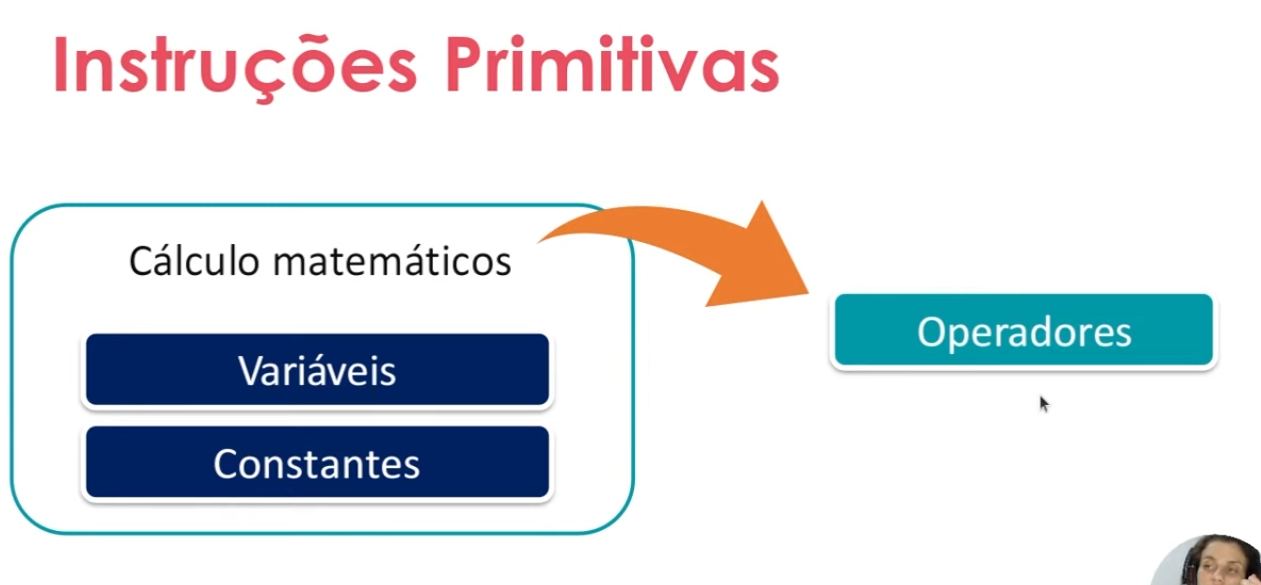 Instruções Primitivas
Cálculo matemáticos
Variáveis
Constantes
Operadores